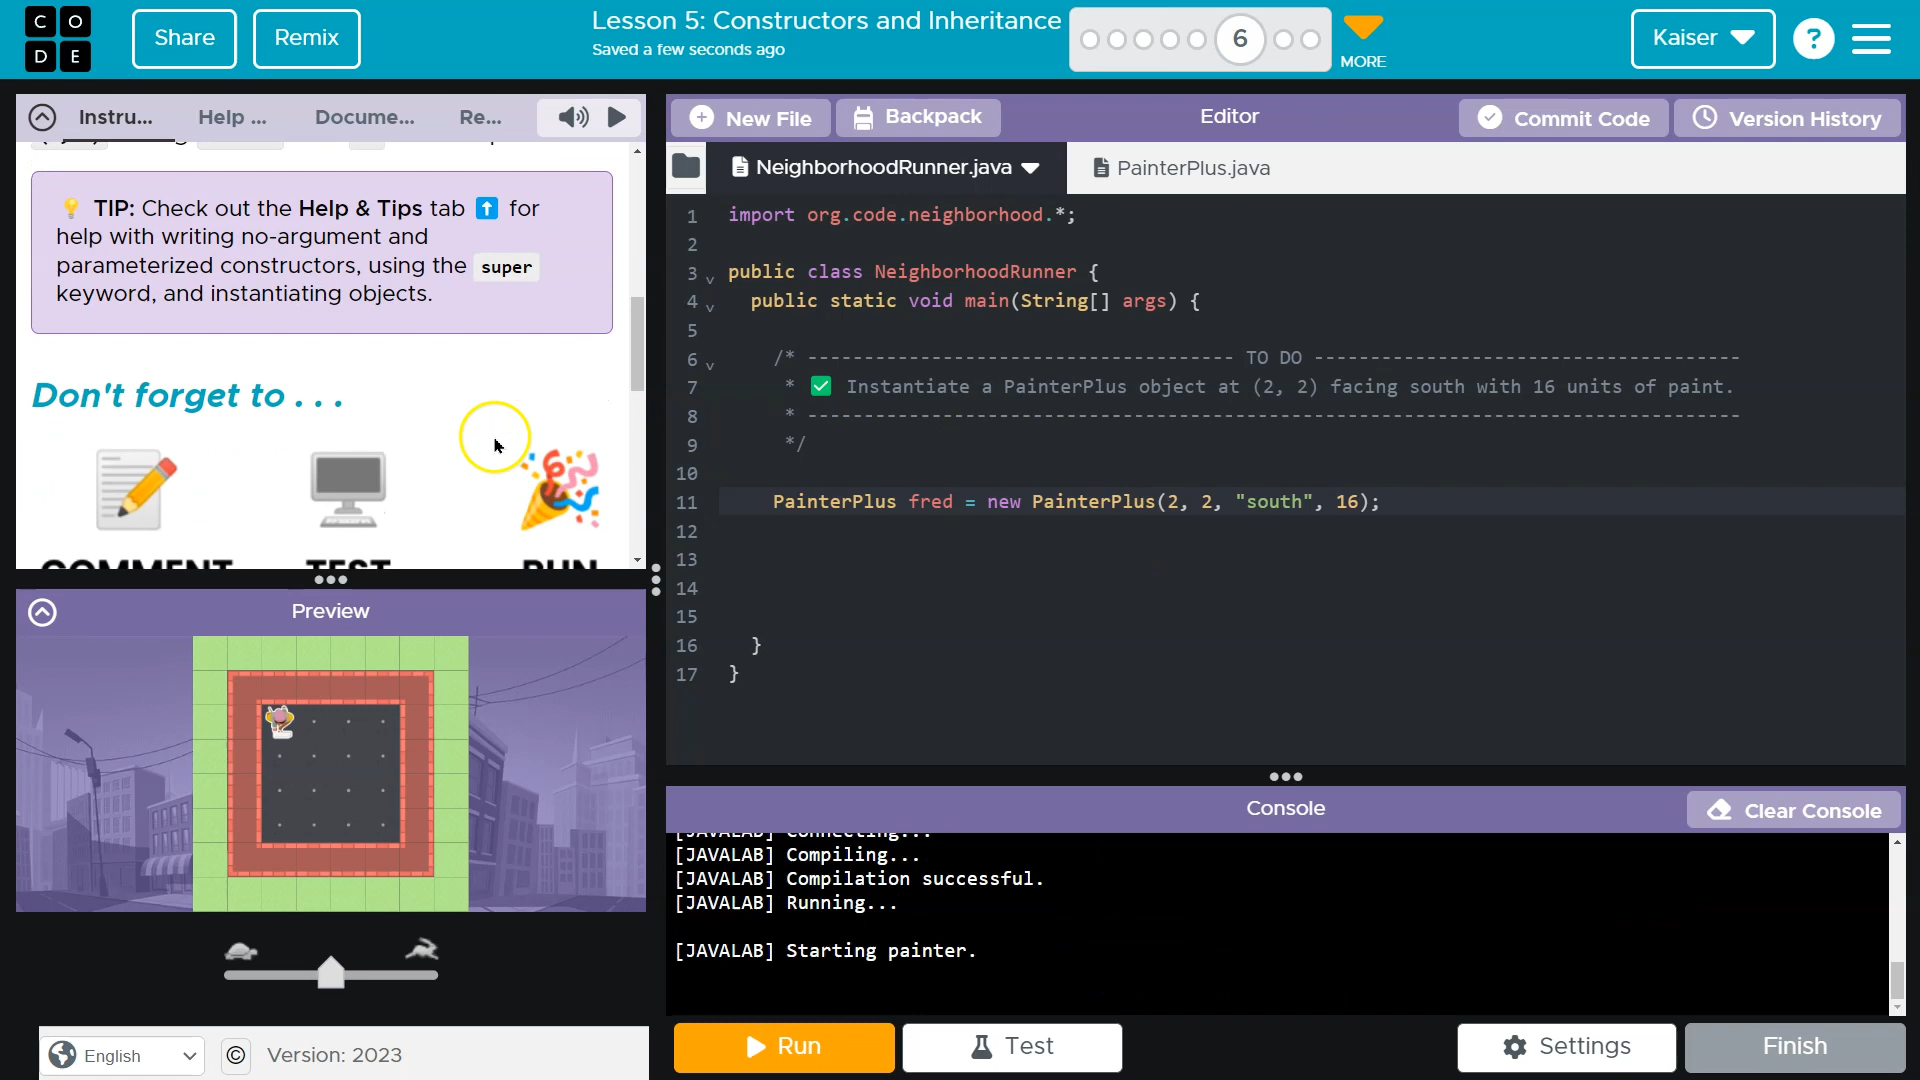 C O
D E
Share
Remix
Lesson 5: Constructors and Inheritance
Saved a few seconds ago
6
MORE
Kaiser
?
Instru...
Help ...
Docume...
Re...
TIP: Check out the Help & Tips tab for
help with writing no-argument and
parameterized constructors, using the super
keyword, and instantiating objects.
Don't forget to . . .
COMMENT TEST RUN
Preview
English
© Version: 2023
New File
Backpack
Editor
Commit Code
Version History
NeighborhoodRunner.java
PainterPlus.java
1 import org.code.neighborhood.*;
2
3 public class NeighborhoodRunner {
4 public static void main(String[] args) {
5
6 /* -------------------------------------- TO DO --------------------------------------
7 * ✅ Instantiate a PainterPlus object at (2, 2) facing south with 16 units of paint.
8 * -----------------------------------------------------------------------------------
9 */
10
11 PainterPlus fred = new PainterPlus(2, 2, "south", 16);
12
13
14
15
16 }
17 }
Console
Clear Console
[JAVALAB] Connecting...
[JAVALAB] Compiling...
[JAVALAB] Compilation successful.
[JAVALAB] Running...
[JAVALAB] Starting painter.
Run
Test
Settings
Finish